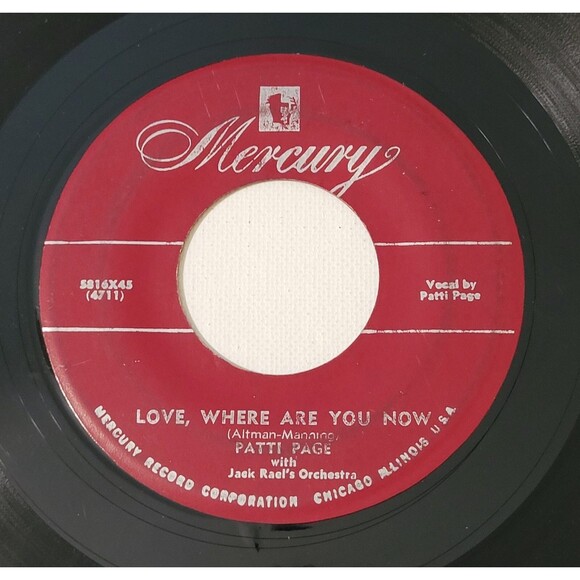 Mercury
5816X45
(4711)
Vocal by
Patti Page
LOVE, WHERE ARE YOU NOW
(Altman-Manning)
PATTI PAGE
with
Jack Rael's Orchestra
MERCURY RECORD CORPORATION CHICAGO ILLINOIS U.S.A.